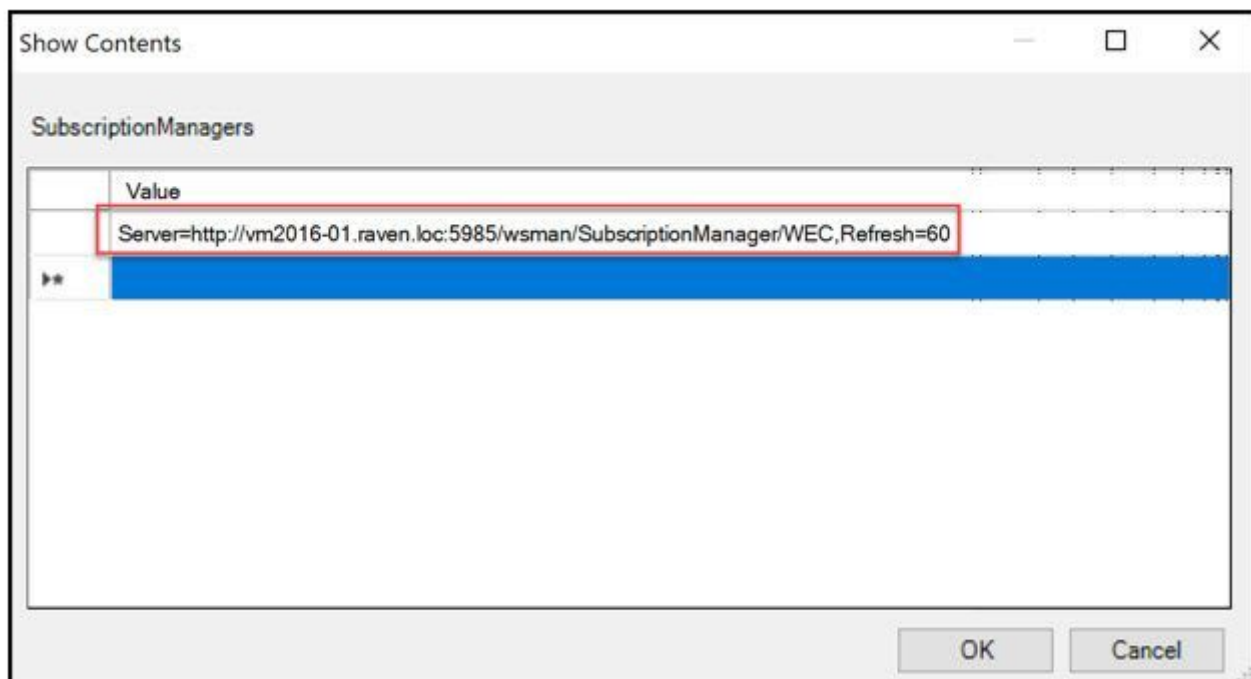 Show Contents
SubscriptionManagers
Value
Server=http://vm2016-01.raven.loc:5985/wsman/SubscriptionManager/WEC,Refresh=60
OK
Cancel